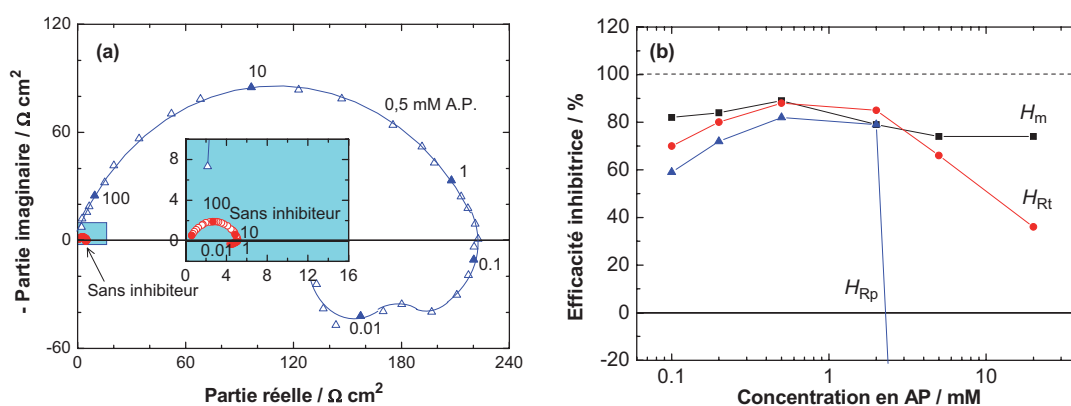 (a)
- Partie imaginaire / Ω cm²
120
80
40
0
-60
10
0,5 mM A.P.
100
1
0.1
0.01
Sans inhibiteur
8
4
0
100
Sans inhibiteur
10
0.01
1
0 4 8 12 16
0 60 120 180 240
Partie réelle / Ω cm²
(b)
Efficacité inhibitrice / %
120
100
80
60
40
20
0
-20
Hm
HRt
HRp
0.1 1 10
Concentration en AP / mM